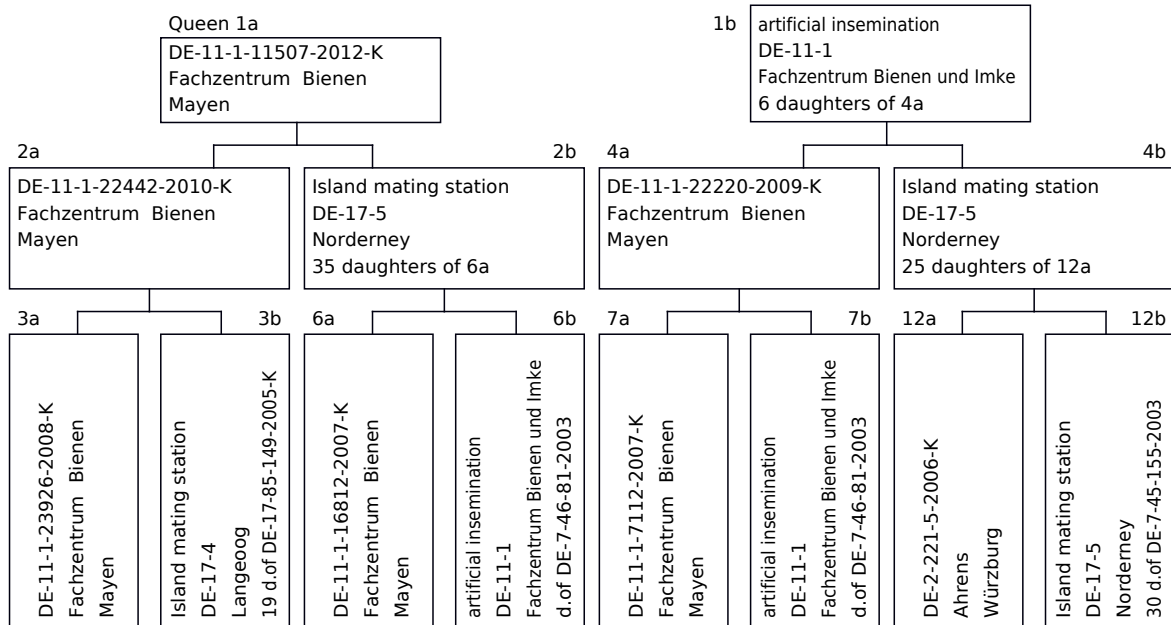 Queen 1a
DE-11-1-11507-2012-K
Fachzentrum Bienen
Mayen
1b
artificial insemination
DE-11-1
Fachzentrum Bienen und Imke
6 daughters of 4a
2a
DE-11-1-22442-2010-K
Fachzentrum Bienen
Mayen
2b
Island mating station
DE-17-5
Norderney
35 daughters of 6a
4a
DE-11-1-22220-2009-K
Fachzentrum Bienen
Mayen
4b
Island mating station
DE-17-5
Norderney
25 daughters of 12a
3a
DE-11-1-23926-2008-K
Fachzentrum Bienen
Mayen
3b
Island mating station
DE-17-4
Langeoog
19 d.of DE-17-85-149-2005-K
6a
DE-11-1-16812-2007-K
Fachzentrum Bienen
Mayen
6b
artificial insemination
DE-11-1
Fachzentrum Bienen und Imke
d.of DE-7-46-81-2003
7a
DE-11-1-7112-2007-K
Fachzentrum Bienen
Mayen
7b
artificial insemination
DE-11-1
Fachzentrum Bienen und Imke
d.of DE-7-46-81-2003
12a
DE-2-221-5-2006-K
Ahrens
Würzburg
12b
Island mating station
DE-17-5
Norderney
30 d.of DE-7-45-155-2003